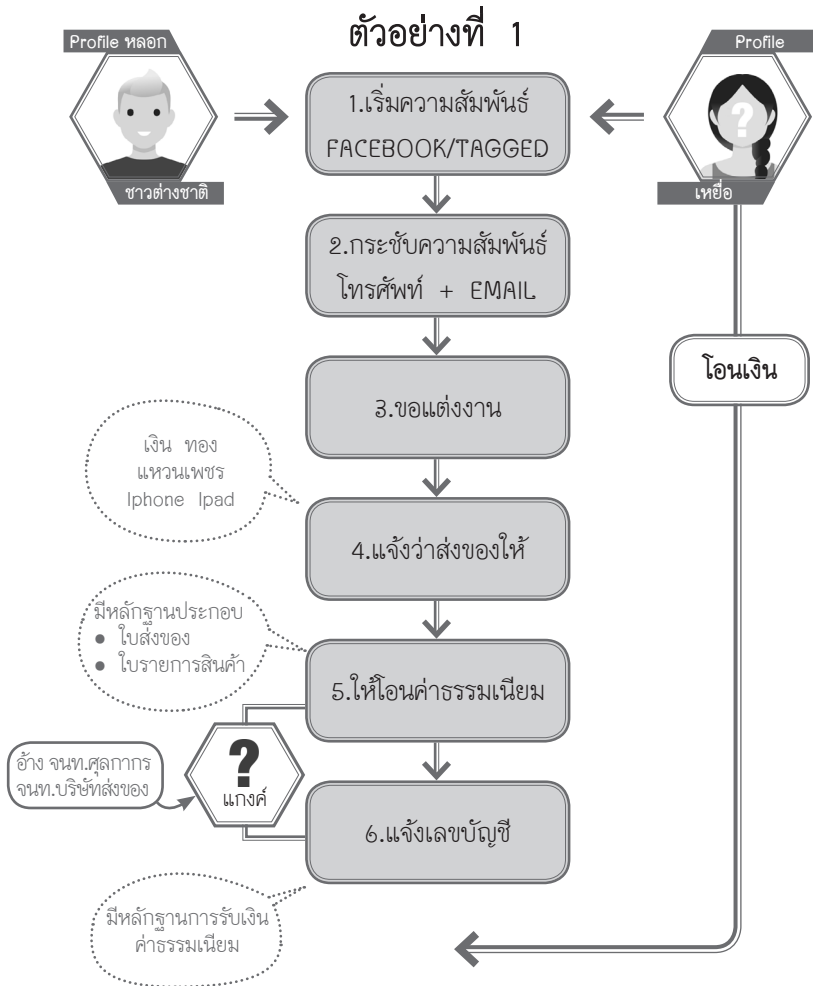 ตัวอย่างที่ 1
Profile หลอก
ชาวต่างชาติ
Profile
เหยื่อ
1.เริ่มความสัมพันธ์
FACEBOOK/TAGGED
2.กระชับความสัมพันธ์
โทรศัพท์ + EMAIL
โอนเงิน
3.ขอแต่งงาน
เงิน ทอง
แหวนเพชร
Iphone Ipad
4.แจ้งว่าส่งของให้
มีหลักฐานประกอบ
● ใบส่งของ
● ใบรายการสินค้า
5.ให้โอนค่าธรรมเนียม
?
แกงค์
อ้าง จนท.ศุลกากร
จนท.บริษัทส่งของ
6.แจ้งเลขบัญชี
มีหลักฐานการรับเงิน
ค่าธรรมเนียม
?